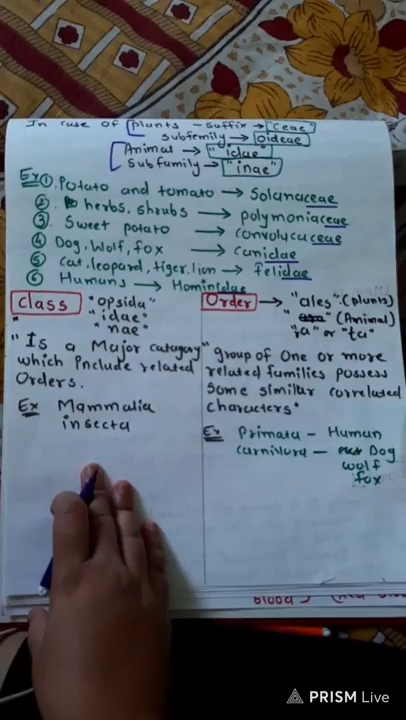 In case of plants - suffix → "ceae"
Subfamily → oideae
Animal → "idae"
Subfamily → "inae"
Ex ① Potato and tomato → Solanaceae
② herbs, shrubs → polymoniaceae
③ Sweet potato → convolvucaceae
④ Dog, Wolf, fox → canidae
⑤ cat, leopard, tiger, lion → felidae
⑥ Humans → Hominidae
Class "opsida"
" "idae"
"nae"
"Is a Major catagory
which include related
Orders.
Ex Mammalia
insecta
Order → "ales" (plants)
(Animal)
"ra" or "ta"
"group of One or more
related families possess
Some similar correlated
characters"
Ex Primata - Human
carnivora - Dog
wolf
fox
blood
PRISM Live